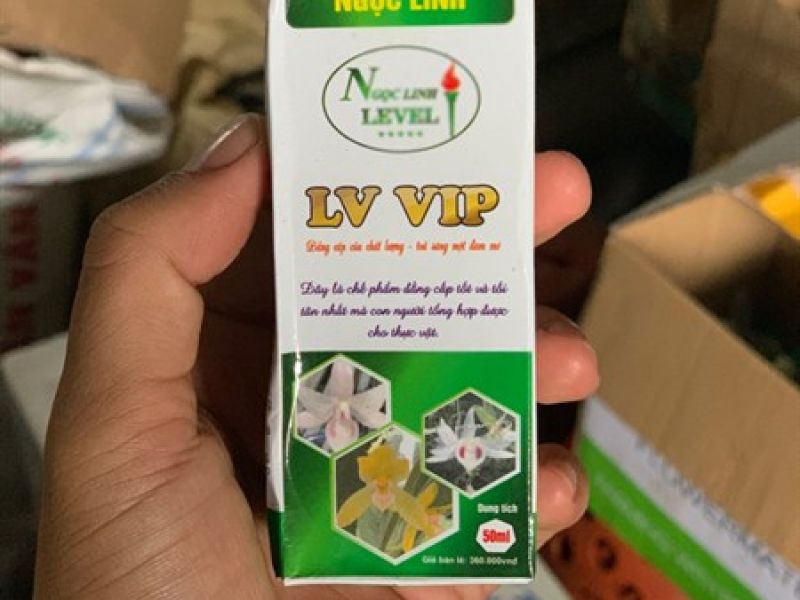 NGỌC LINH
NGỌC LINH
LEVEL
LV VIP
Đẳng cấp của chất lượng - toả sáng một đam mê
Đây là chế phẩm đẳng cấp tốt và tối
tân nhất mà con người tổng hợp được
cho thực vật.
Dung tích
50ml
Giá bán lẻ: 360.000vnđ
FLOWERMAT